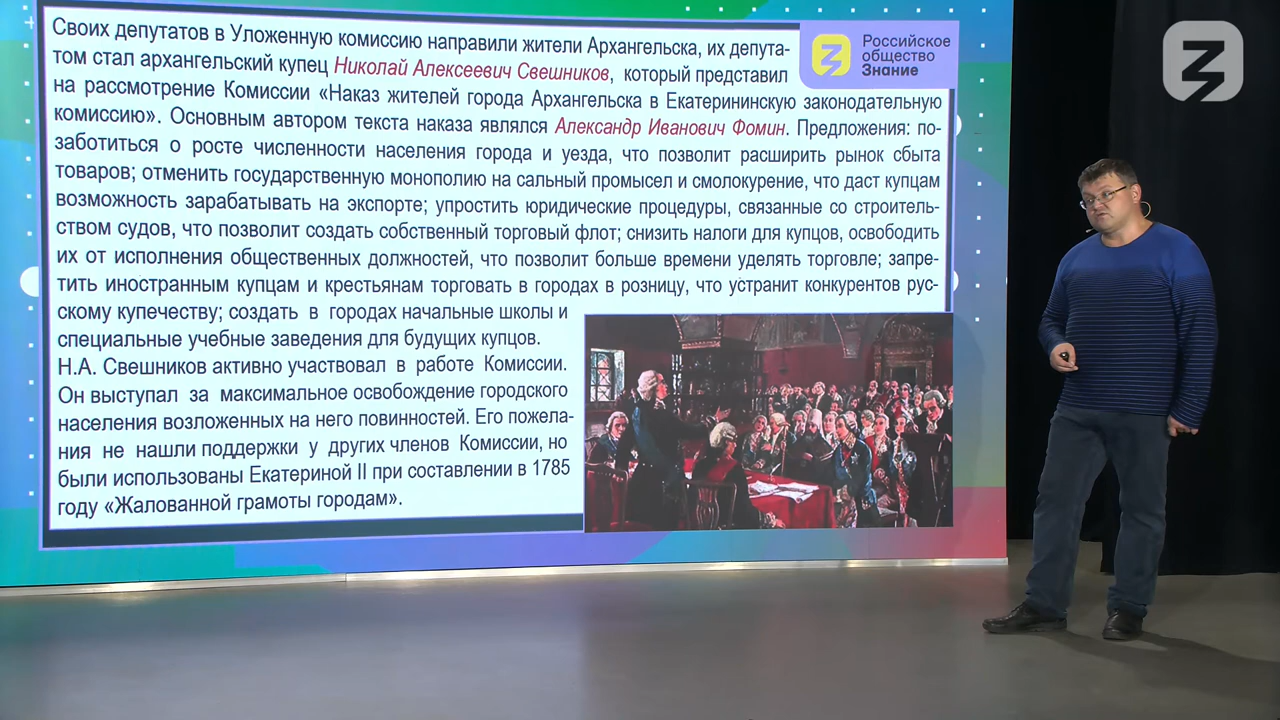 Своих депутатов в Уложенную комиссию направили жители Архангельска, их депута-
том стал архангельский купец Николай Алексеевич Свешников, который представил
на рассмотрение Комиссии «Наказ жителей города Архангельска в Екатерининскую законодательную
комиссию». Основным автором текста наказа являлся Александр Иванович Фомин. Предложения: по-
заботиться о росте численности населения города и уезда, что позволит расширить рынок сбыта
товаров; отменить государственную монополию на сальный промысел и смолокурение, что даст купцам
возможность зарабатывать на экспорте; упростить юридические процедуры, связанные со строитель-
ством судов, что позволит создать собственный торговый флот; снизить налоги для купцов, освободить
их от исполнения общественных должностей, что позволит больше времени уделять торговле; запре-
тить иностранным купцам и крестьянам торговать в городах в розницу, что устранит конкурентов рус-
скому купечеству; создать в городах начальные школы и
специальные учебные заведения для будущих купцов.
Н.А. Свешников активно участвовал в работе Комиссии.
Он выступал за максимальное освобождение городского
населения возложенных на него повинностей. Его пожела-
ния не нашли поддержки у других членов Комиссии, но
были использованы Екатериной II при составлении в 1785
году «Жалованной грамоты городам».
Российское
общество
Знание